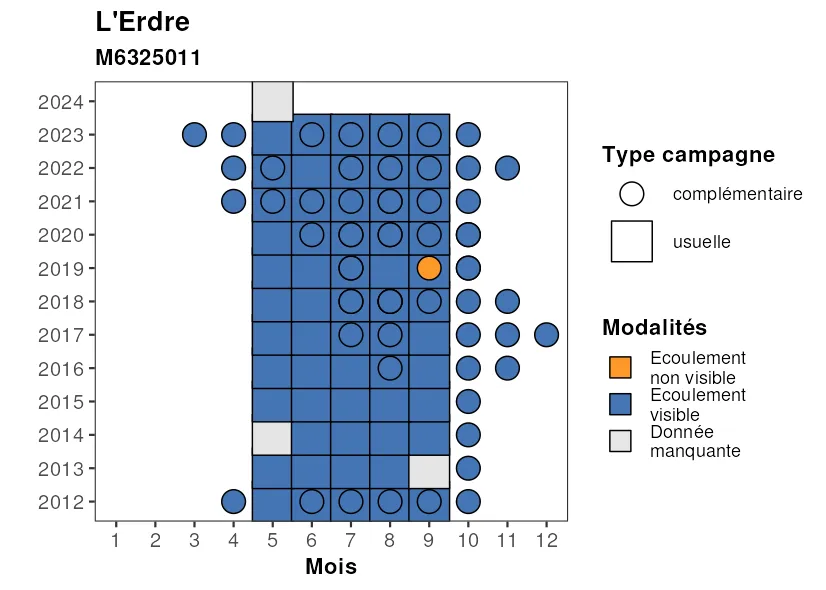 L'Erdre
M6325011
2024
2023
2022
2021
2020
2019
2018
2017
2016
2015
2014
2013
2012
1 2 3 4 5 6 7 8 9 10 11 12
Mois
Type campagne
complémentaire
usuelle
Modalités
Ecoulement
non visible
Ecoulement
visible
Donnée
manquante